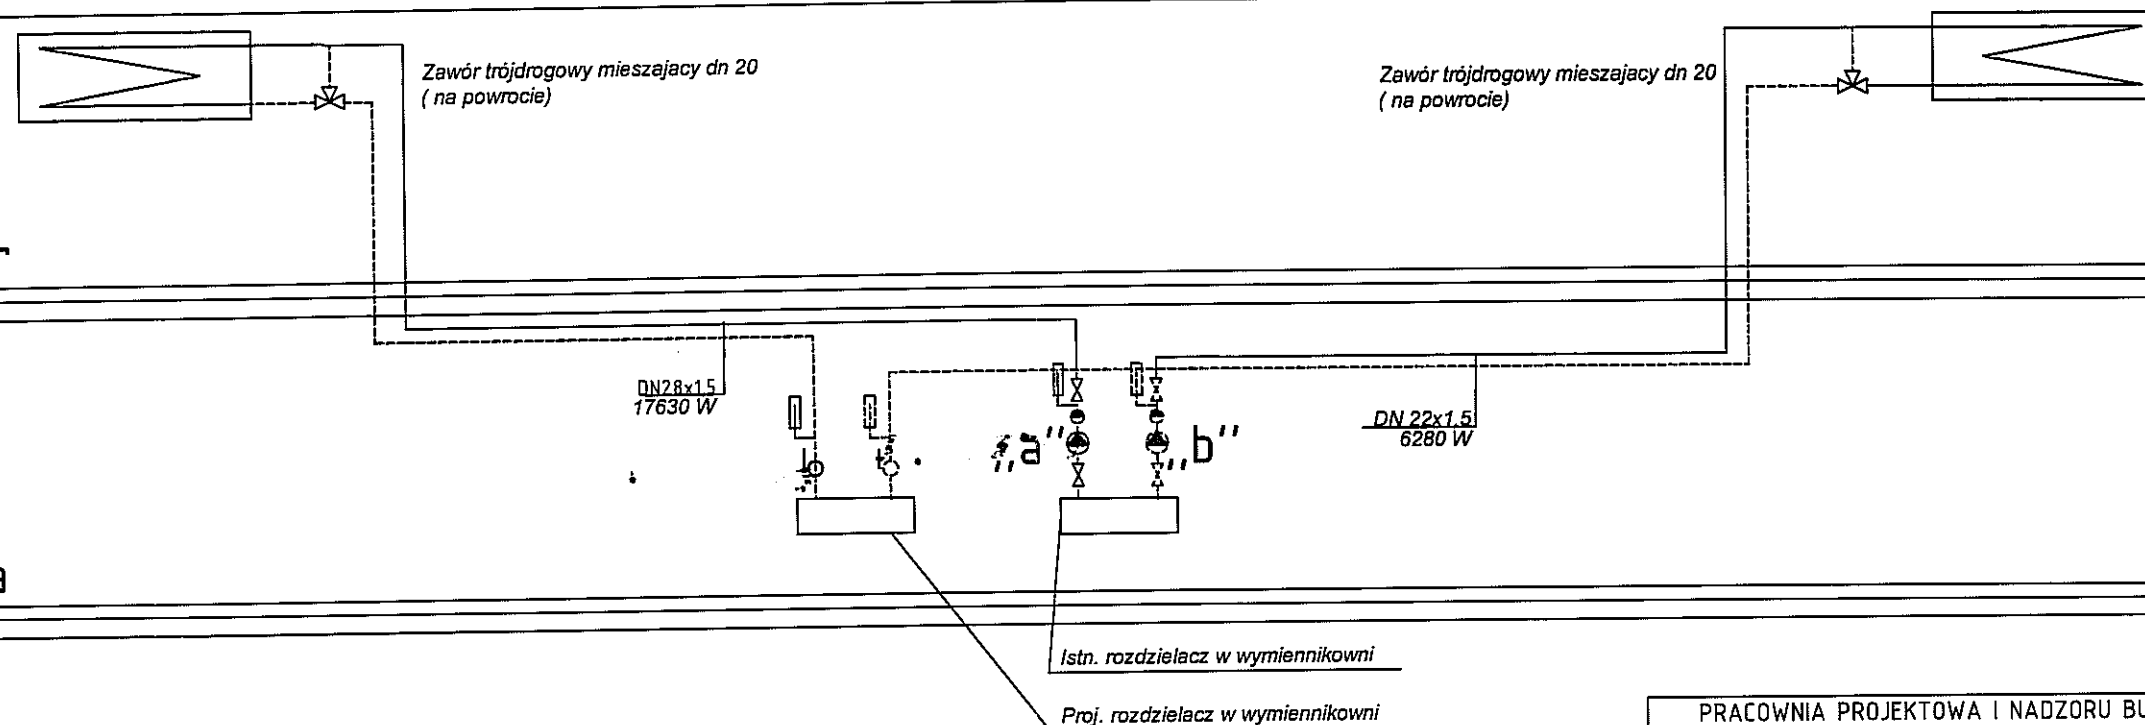 Zawór trójdrogowy mieszajacy dn 20
( na powrocie)
Zawór trójdrogowy mieszajacy dn 20
( na powrocie)
DN28x1.5
17630 W
DN 22x1.5
6280 W
"a"
"b"
Istn. rozdzielacz w wymiennikowni
Proj. rozdzielacz w wymiennikowni
PRACOWNIA PROJEKTOWA I NADZORU